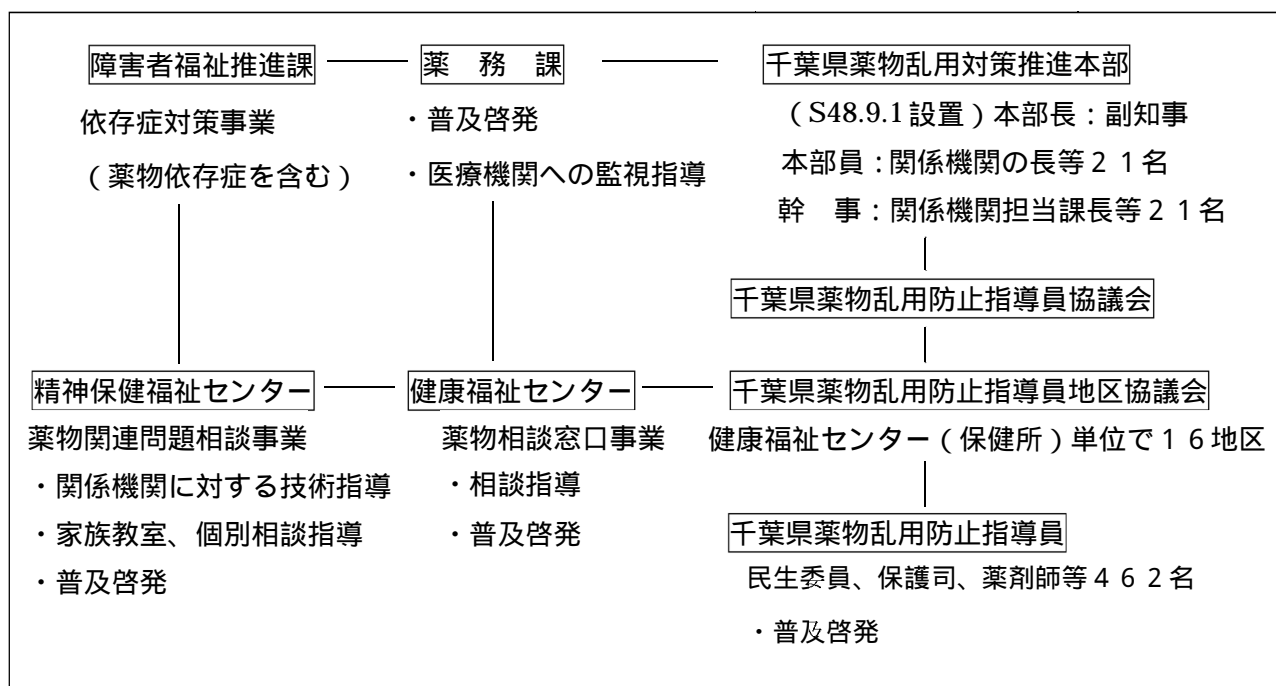 障害者福祉推進課
依存症対策事業
（薬物依存症を含む）
薬　務　課
・普及啓発
・医療機関への監視指導
千葉県薬物乱用対策推進本部
（S48.9.1設置）本部長：副知事
本部員：関係機関の長等２１名
幹　事：関係機関担当課長等２１名
千葉県薬物乱用防止指導員協議会
精神保健福祉センター
薬物関連問題相談事業
・関係機関に対する技術指導
・家族教室、個別相談指導
・普及啓発
健康福祉センター
薬物相談窓口事業
・相談指導
・普及啓発
千葉県薬物乱用防止指導員地区協議会
健康福祉センター（保健所）単位で１６地区
千葉県薬物乱用防止指導員
民生委員、保護司、薬剤師等４６２名
・普及啓発